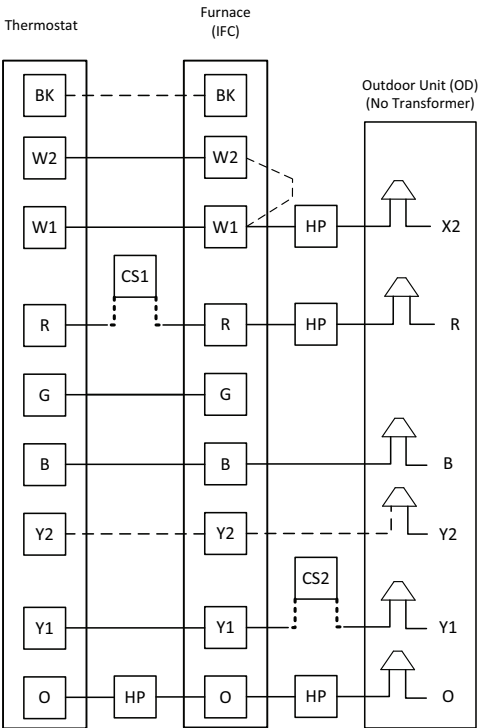 Thermostat
Furnace
(IFC)
Outdoor Unit (OD)
(No Transformer)
BK BK
W2 W2
W1 W1 HP X2
CS1
R R HP R
G G
B B B
Y2 Y2 Y2
CS2
Y1 Y1 Y1
O HP O HP O